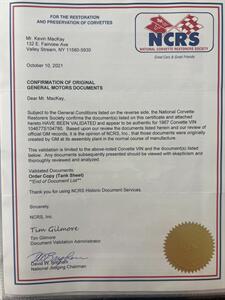 FOR THE RESTORATION
AND PRESERVATION OF CORVETTES
NCRS
NATIONAL CORVETTE RESTORERS SOCIETY
Great Cars & Great Friends
Mr. Kevin MacKay
132 E. Fairview Ave
Valley Stream, NY 11580-5930
October 10, 2021
CONFIRMATION OF ORIGINAL
GENERAL MOTORS DOCUMENTS
Dear Mr. MacKay,
Subject to the General Conditions listed on the reverse side, the National Corvette
Restorers Society confirms the document(s) listed on this certificate and attached
hereto HAVE BEEN VALIDATED and appear to be authentic for 1967 Corvette VIN
194677S104780. Based upon our review the documents listed herein and our review of
official GM records, it is the opinion of NCRS, Inc., that those documents were originally
created by GM at its assembly plant in the normal course of manufacture.
This validation is limited to the above-noted Corvette VIN and the document(s) listed
below. Any documents subsequently presented should be viewed with skepticism and
thoroughly reviewed and analyzed.
Validated Documents:
Order Copy (Tank Sheet)
**End of Document List**
Thank you for using NCRS Historic Document Services.
NCRS, Inc.
Tim Gilmore
Tim Gilmore
Document Validation Administrator
David W. Brigham
National Judging Chairman